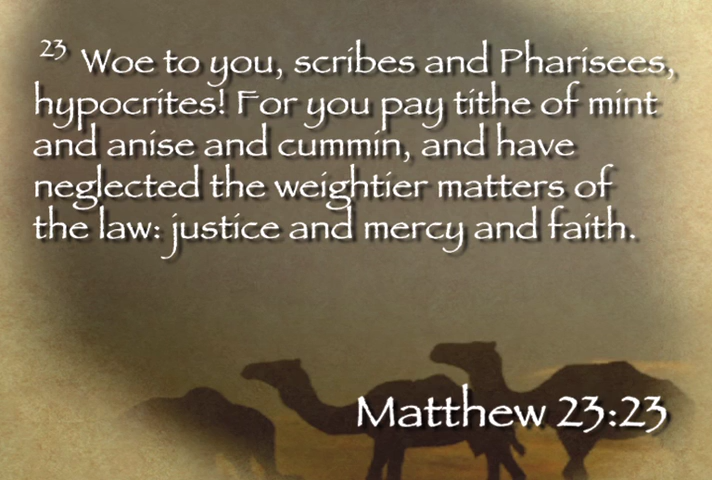 23 Woe to you, scribes and Pharisees,
hypocrites! For you pay tithe of mint
and anise and cummin, and have
neglected the weightier matters of
the law: justice and mercy and faith.
Matthew 23:23